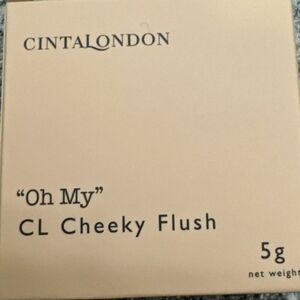 CINTALONDON
“Oh My”
CL Cheeky Flush
5g
net weight